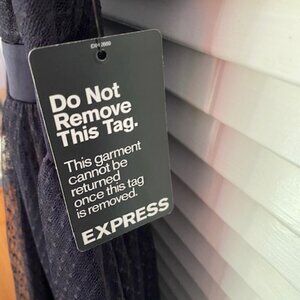 Do Not
Remove
This Tag.
This garment
cannot be
returned
once this tag
is removed.
EXPRESS